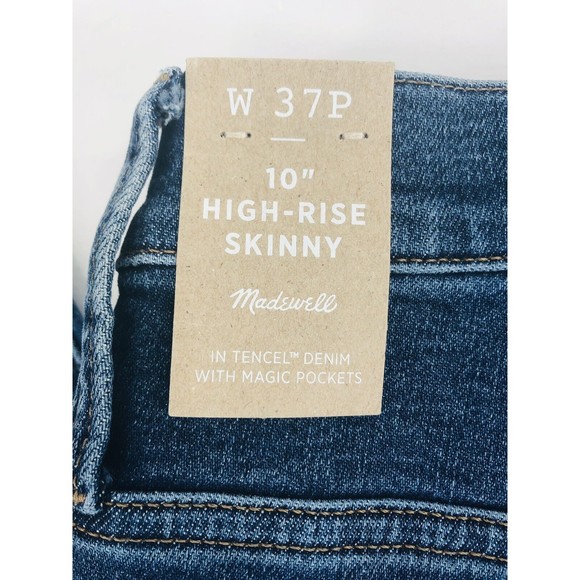 W 37P
10"
HIGH-RISE
SKINNY
Madewell
IN TENCEL™ DENIM
WITH MAGIC POCKETS